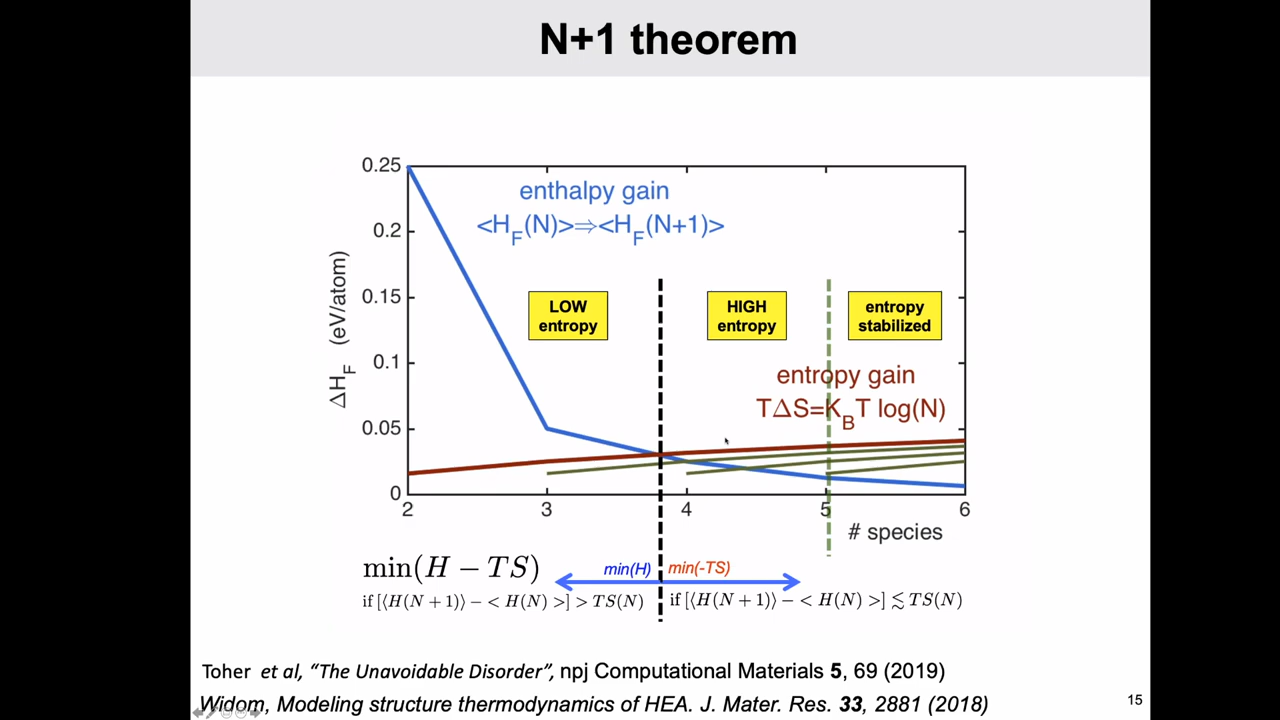 N+1 theorem
0.25
0.2
0.15
0.1
0.05
0
ΔH_F (eV/atom)
enthalpy gain
<H_F(N)>⇒<H_F(N+1)>
LOW
entropy
HIGH
entropy
entropy
stabilized
entropy gain
TΔS=K_BT log(N)
2 3 4 5 6
# species
min(H − TS)
min(H)
min(-TS)
if [⟨H(N + 1)⟩ − < H(N) >] > TS(N)
if [⟨H(N + 1)⟩ − < H(N) >] ≲ TS(N)
Toher et al, “The Unavoidable Disorder”, npj Computational Materials 5, 69 (2019)
Widom, Modeling structure thermodynamics of HEA. J. Mater. Res. 33, 2881 (2018)
15